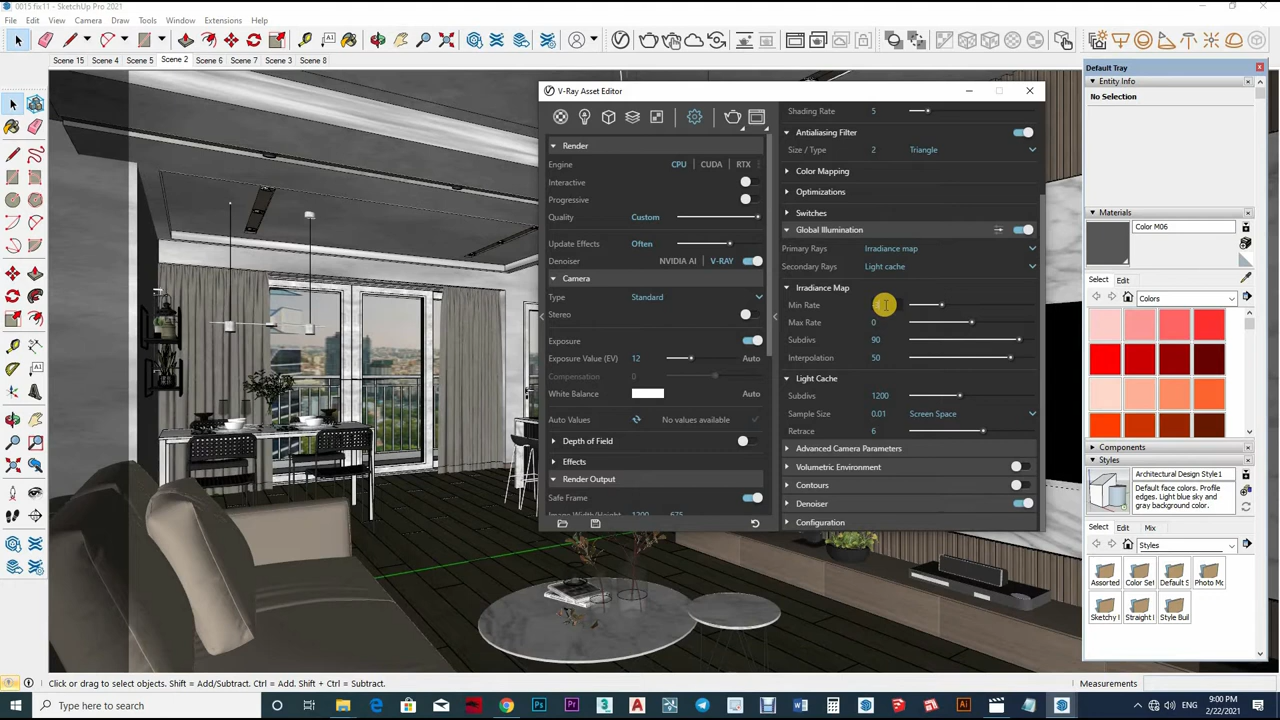 0015 fix11 - SketchUp Pro 2021
File Edit View Camera Draw Tools Window Extensions Help
Scene 15 Scene 4 Scene 5 Scene 2 Scene 6 Scene 7 Scene 3 Scene 8
V-Ray Asset Editor
Render
Engine CPU CUDA RTX
Interactive
Progressive
Quality Custom
Update Effects Often
Denoiser NVIDIA AI V-RAY
Camera
Type Standard
Stereo
Exposure
Exposure Value (EV) 12 Auto
Compensation 0
White Balance Auto
Auto Values No values available
Depth of Field
Effects
Render Output
Safe Frame
Image Width/Height 1200 675
Shading Rate 5
Antialiasing Filter
Size / Type 2 Triangle
Color Mapping
Optimizations
Switches
Global Illumination
Primary Rays Irradiance map
Secondary Rays Light cache
Irradiance Map
Min Rate
Max Rate 0
Subdivs 90
Interpolation 50
Light Cache
Subdivs 1200
Sample Size 0.01 Screen Space
Retrace 6
Advanced Camera Parameters
Volumetric Environment
Contours
Denoiser
Configuration
Default Tray
Entity Info
No Selection
Materials
Color M06
Select Edit
Colors
Components
Styles
Architectural Design Style1
Default face colors. Profile
edges. Light blue sky and
gray background color.
Select Edit Mix
Styles
Assorted Color Set Default S Photo Mo
Sketchy I Straight I Style Buil
Click or drag to select objects. Shift = Add/Subtract. Ctrl = Add. Shift + Ctrl = Subtract.
Measurements
Type here to search
ENG
9:00 PM
2/22/2021